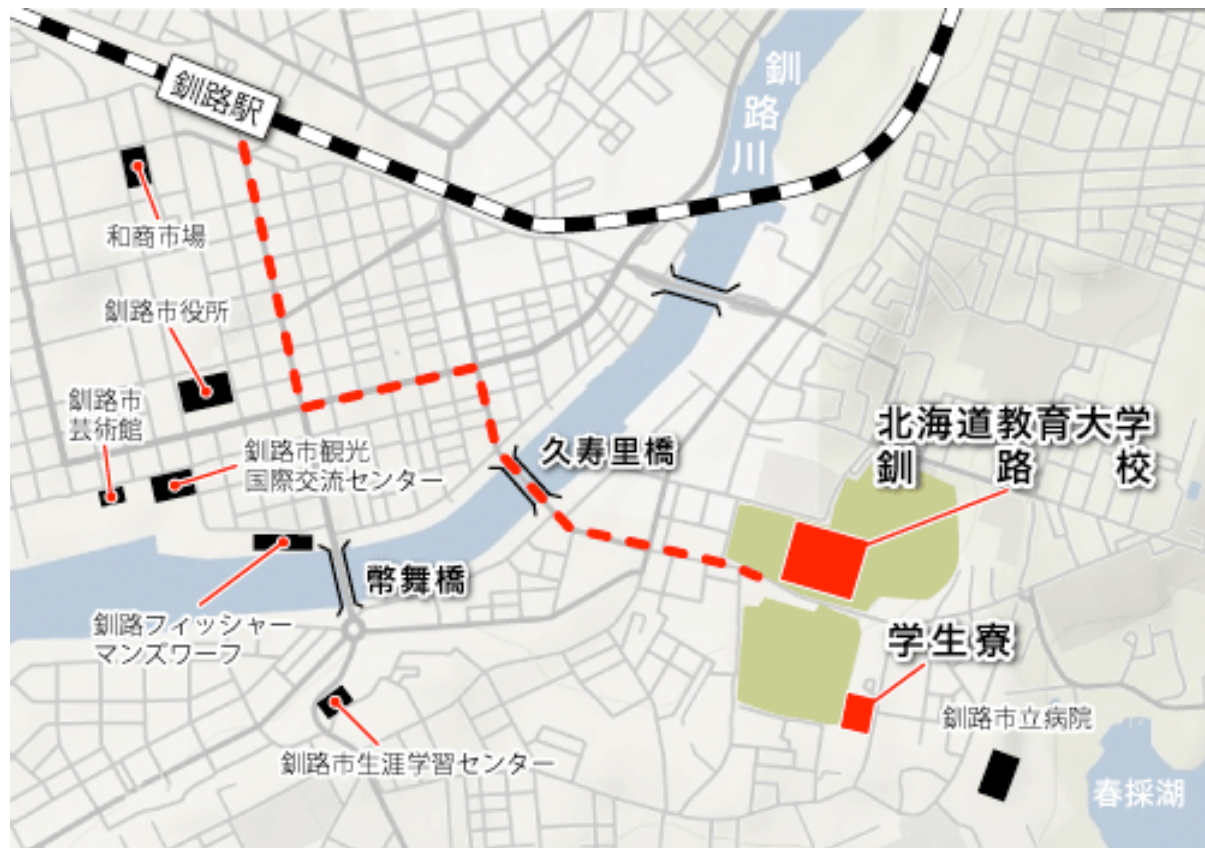 釧路駅
釧路川
和商市場
釧路市役所
釧路市
芸術館
釧路市観光
国際交流センター
久寿里橋
北海道教育大学
釧路校
幣舞橋
釧路フィッシャー
マンズワーフ
学生寮
釧路市立病院
釧路市生涯学習センター
春採湖